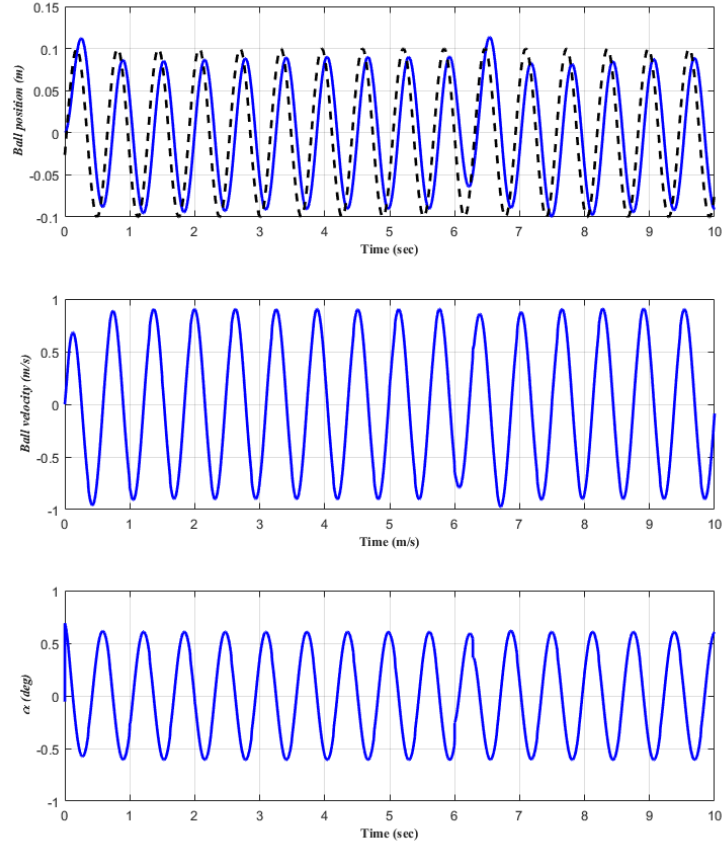 0.15
0.1
0.05
0
-0.05
-0.1
Ball position (m)
0 1 2 3 4 5 6 7 8 9 10
Time (sec)
1
0.5
0
-0.5
-1
Ball velocity (m/s)
0 1 2 3 4 5 6 7 8 9 10
Time (m/s)
1
0.5
0
-0.5
-1
α (deg)
0 1 2 3 4 5 6 7 8 9 10
Time (sec)